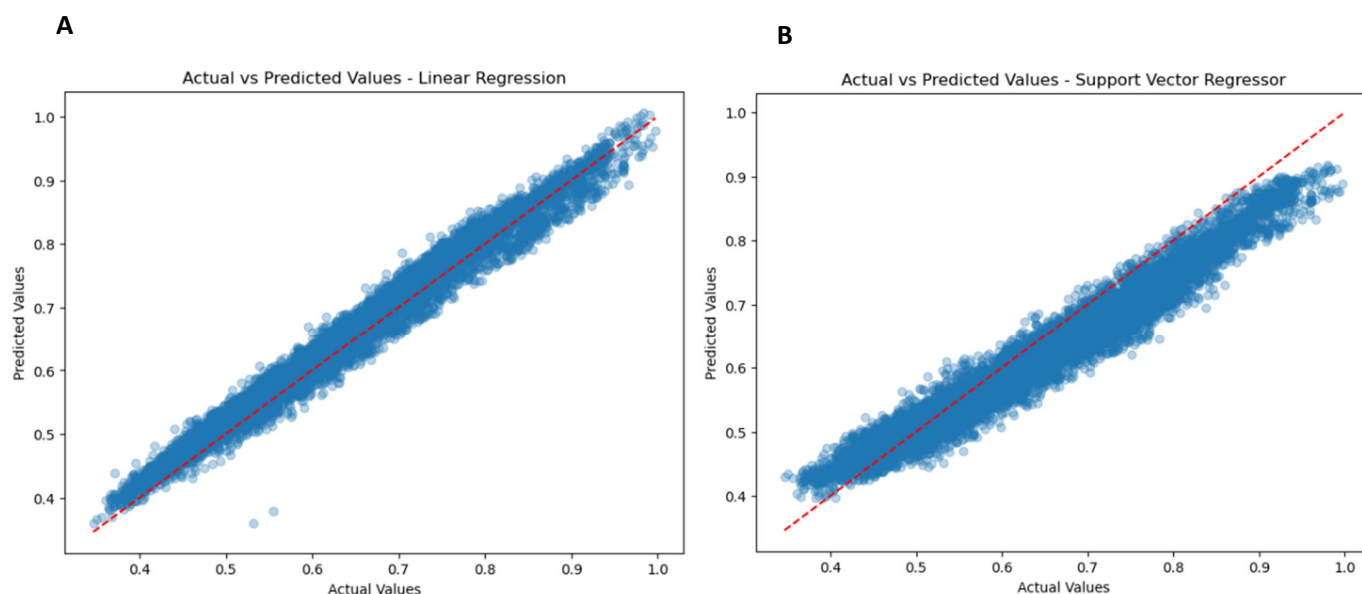 A
Actual vs Predicted Values - Linear Regression
1.0
0.9
0.8
0.7
0.6
0.5
0.4
Predicted Values
0.4 0.5 0.6 0.7 0.8 0.9 1.0
Actual Values
B
Actual vs Predicted Values - Support Vector Regressor
1.0
0.9
0.8
0.7
0.6
0.5
0.4
Predicted Values
0.4 0.5 0.6 0.7 0.8 0.9 1.0
Actual Values